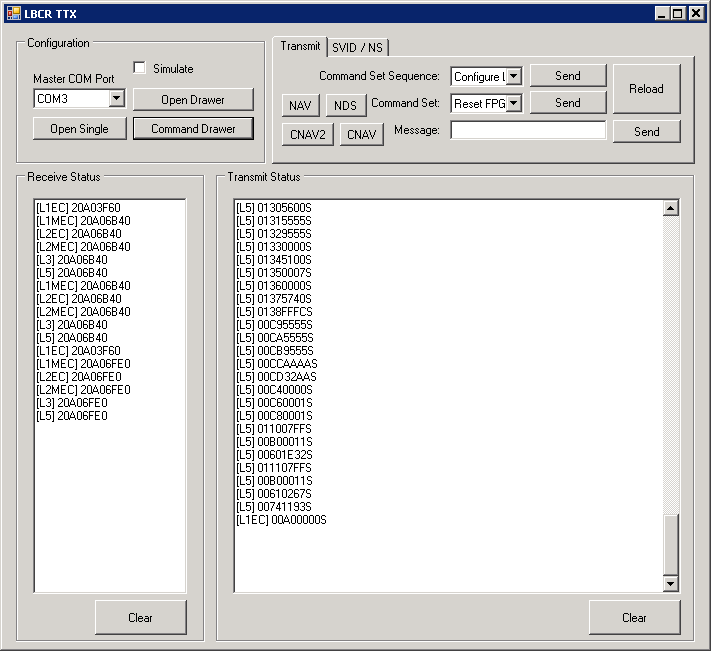 LBCR TTX
Configuration
Simulate
Master COM Port
COM3
Open Drawer
Open Single
Command Drawer
Transmit
SVID / NS
Command Set Sequence:
Configure L
Send
Reload
NAV
NDS
Command Set:
Reset FPG
Send
CNAV2
CNAV
Message:
Send
Receive Status
[L1EC] 20A03F60
[L1MEC] 20A06B40
[L2EC] 20A06B40
[L2MEC] 20A06B40
[L3] 20A06B40
[L5] 20A06B40
[L1MEC] 20A06B40
[L2EC] 20A06B40
[L2MEC] 20A06B40
[L3] 20A06B40
[L5] 20A06B40
[L1EC] 20A03F60
[L1MEC] 20A06FE0
[L2EC] 20A06FE0
[L2MEC] 20A06FE0
[L3] 20A06FE0
[L5] 20A06FE0
Clear
Transmit Status
[L5] 01305600S
[L5] 01315555S
[L5] 01329555S
[L5] 01330000S
[L5] 01345100S
[L5] 01350007S
[L5] 01360000S
[L5] 01375740S
[L5] 0138FFFCS
[L5] 00C95555S
[L5] 00CA5555S
[L5] 00CB9555S
[L5] 00CCAAAAS
[L5] 00CD32AAS
[L5] 00C40000S
[L5] 00C60001S
[L5] 00C80001S
[L5] 011007FFS
[L5] 00B00011S
[L5] 00601E32S
[L5] 011107FFS
[L5] 00B00011S
[L5] 00610267S
[L5] 00741193S
[L1EC] 00A00000S
Clear